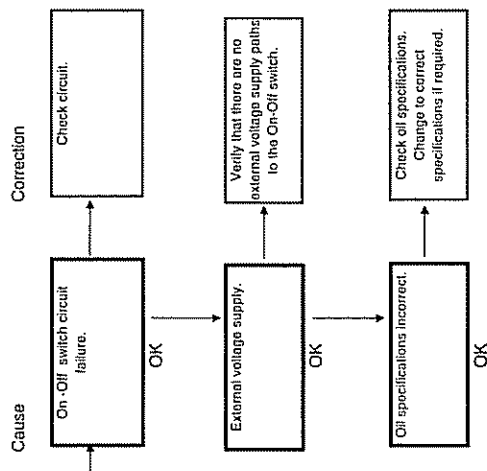 Cause
Correction
On -Off switch circuit
failure.
Check circuit.
OK
External voltage supply.
Verify that there are no
external voltage supply paths
to the On-Off switch.
OK
Oil specifications incorrect.
Check oil specifications.
Change to correct
specifications if required.
OK